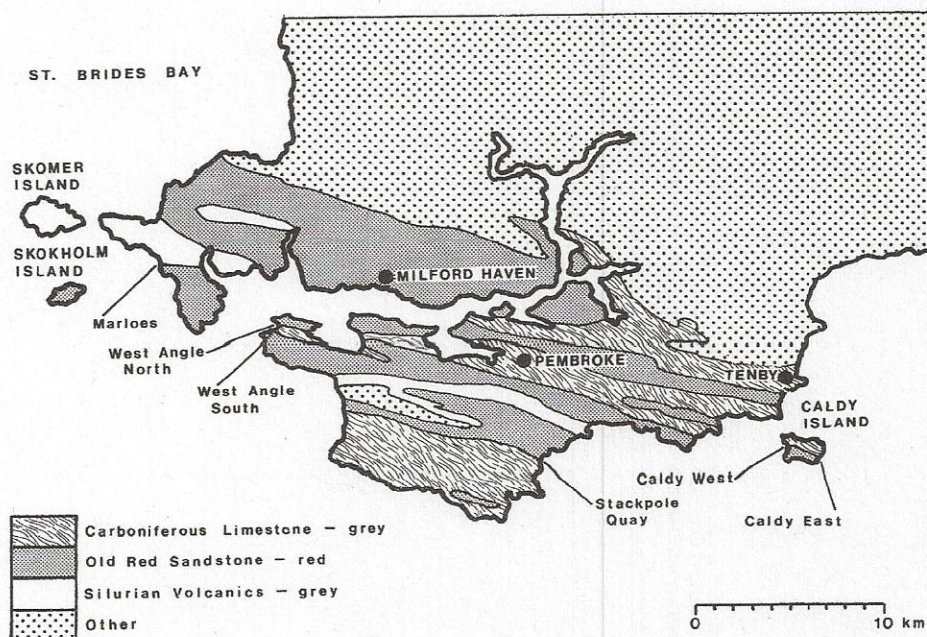 ST. BRIDES BAY
SKOMER
ISLAND
SKOKHOLM
ISLAND
Marloes
MILFORD HAVEN
West Angle
North
West Angle
South
PEMBROKE
TENBY
CALDY
ISLAND
Caldy West
Caldy East
Stackpole
Quay
Carboniferous Limestone – grey
Old Red Sandstone – red
Silurian Volcanics – grey
Other
0
10 km